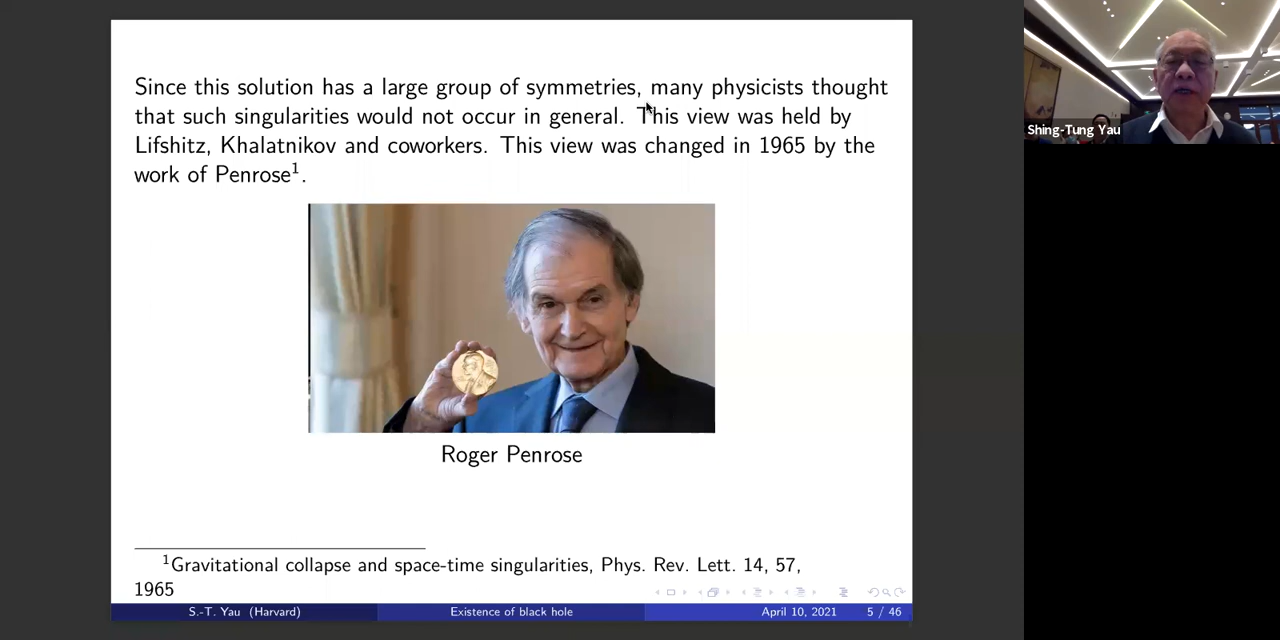 Since this solution has a large group of symmetries, many physicists thought
that such singularities would not occur in general. This view was held by
Lifshitz, Khalatnikov and coworkers. This view was changed in 1965 by the
work of Penrose¹.
Roger Penrose
¹Gravitational collapse and space-time singularities, Phys. Rev. Lett. 14, 57,
1965
S.-T. Yau (Harvard)
Existence of black hole
April 10, 2021
5 / 46
Shing-Tung Yau